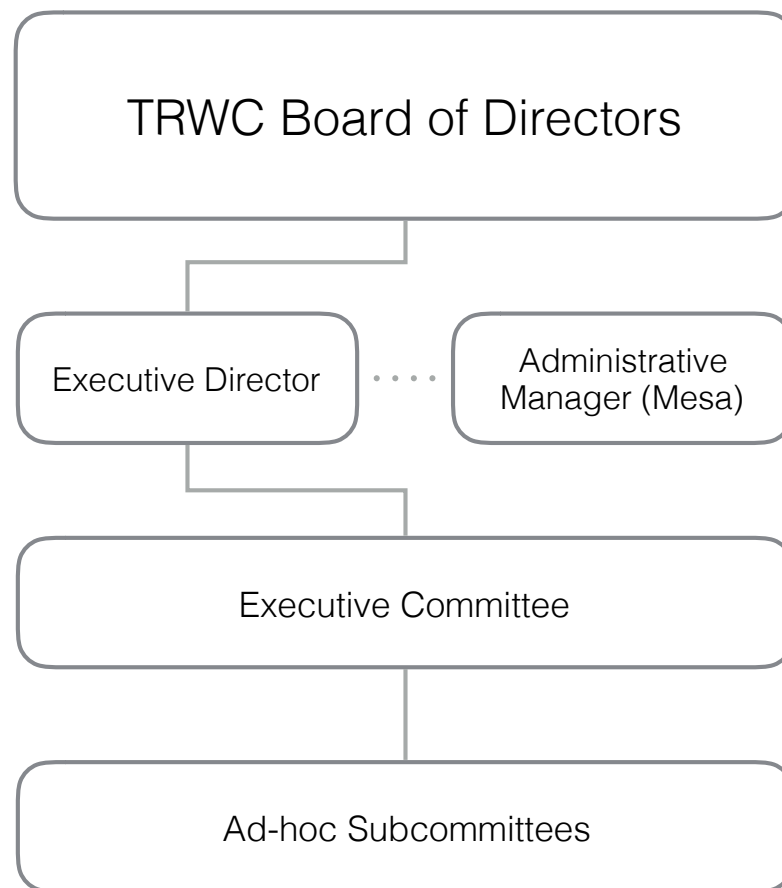 TRWC Board of Directors
Executive Director
Administrative
Manager (Mesa)
Executive Committee
Ad-hoc Subcommittees